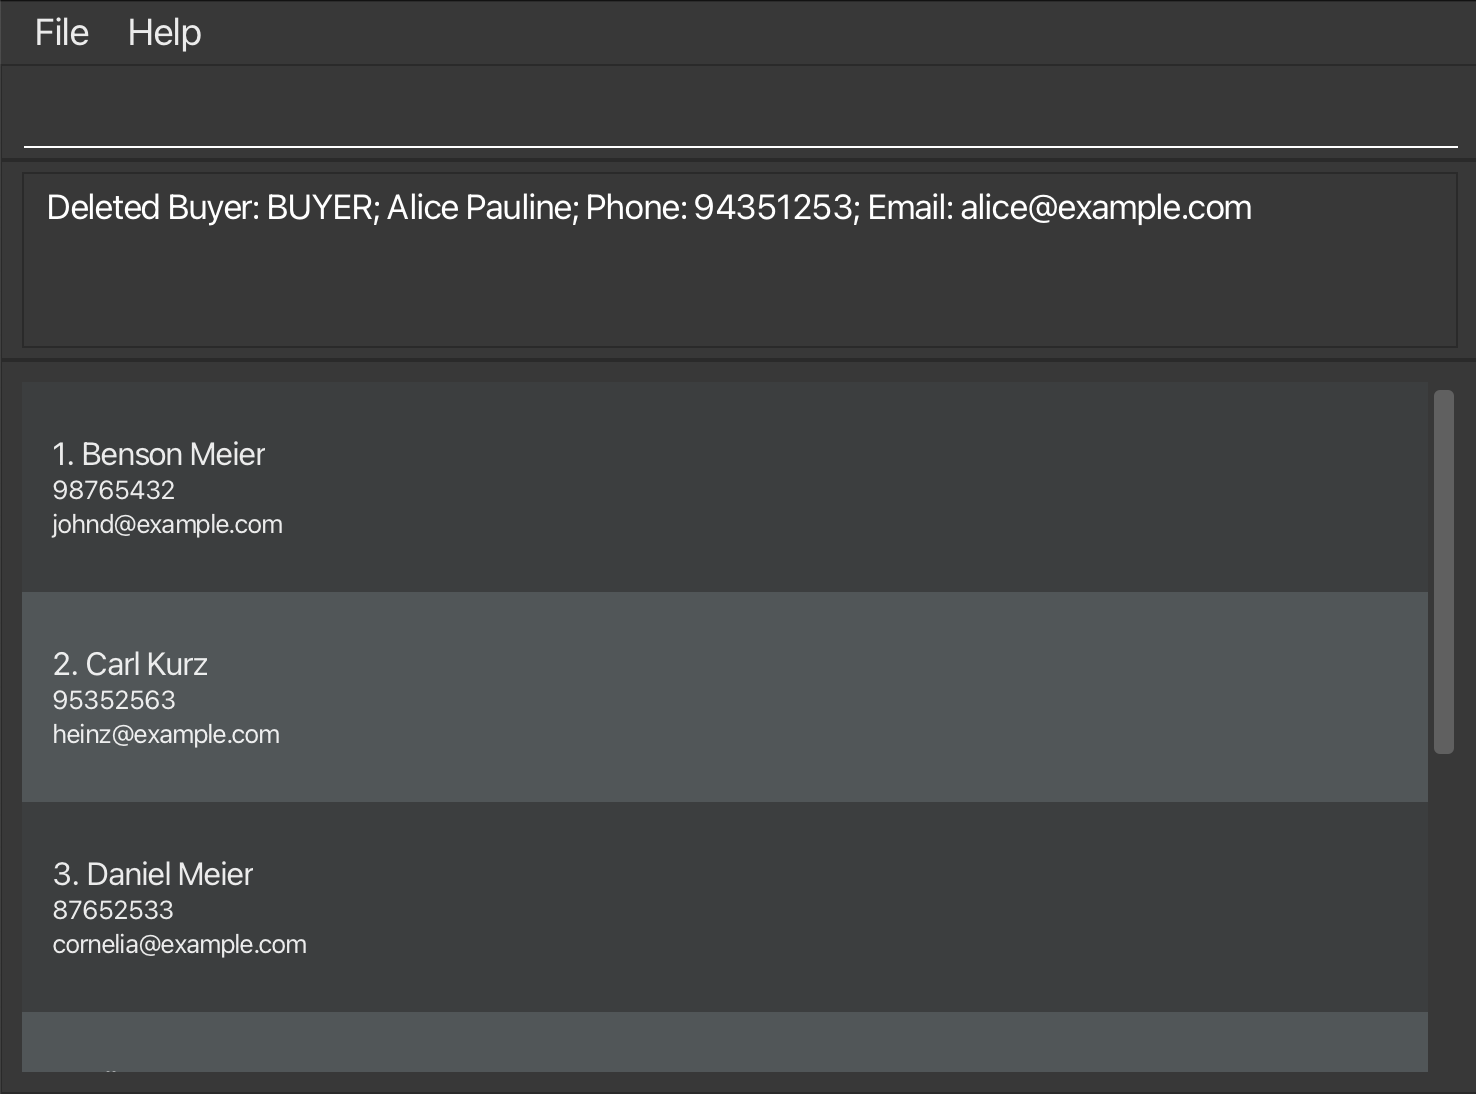 File Help
Deleted Buyer: BUYER; Alice Pauline; Phone: 94351253; Email: alice@example.com
1. Benson Meier
98765432
johnd@example.com
2. Carl Kurz
95352563
heinz@example.com
3. Daniel Meier
87652533
cornelia@example.com